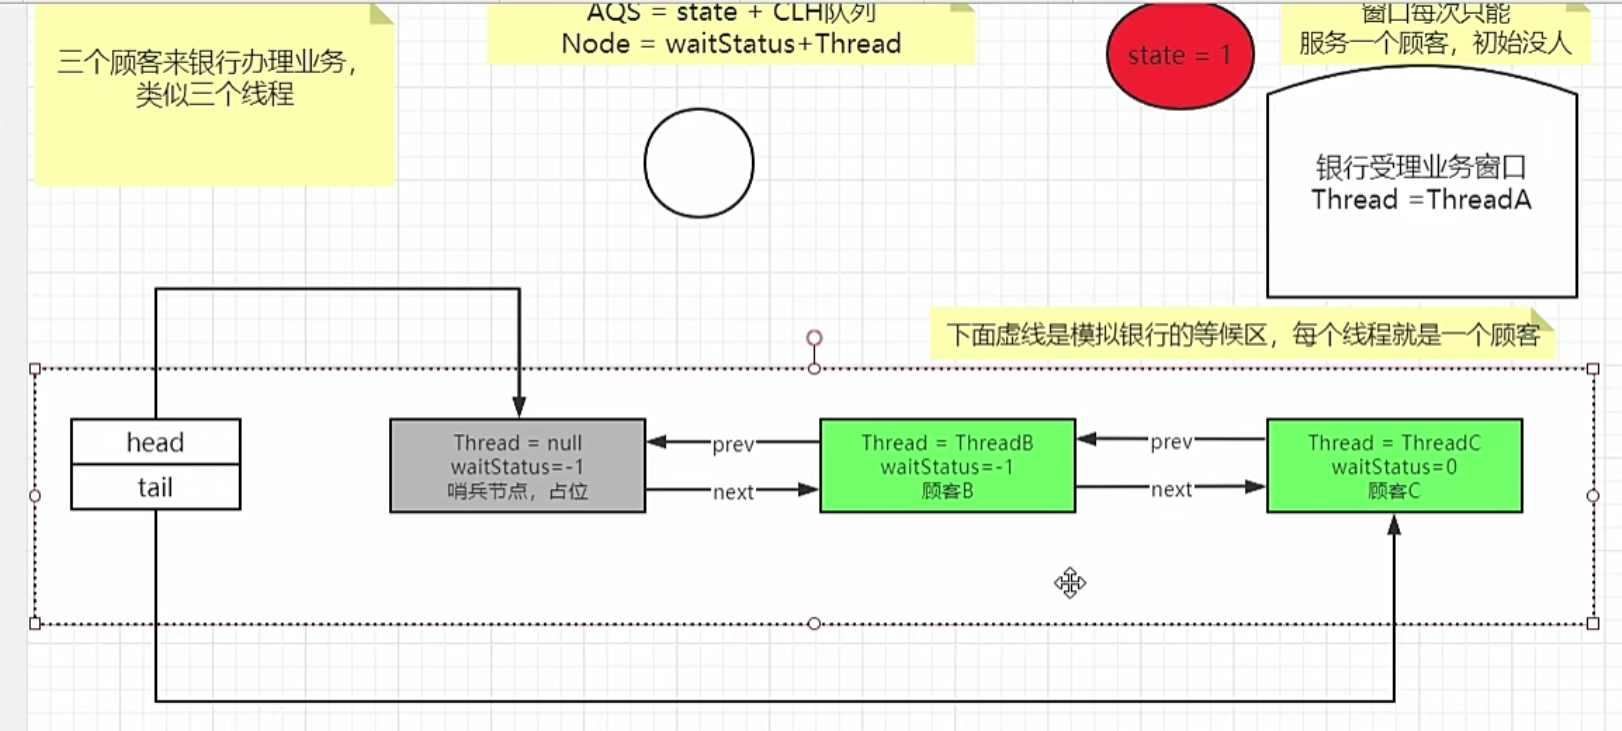 三个顾客来银行办理业务，
类似三个线程
AQS = state + CLH队列
Node = waitStatus+Thread
state = 1
窗口每次只能
服务一个顾客，初始没人
银行受理业务窗口
Thread =ThreadA
下面虚线是模拟银行的等候区，每个线程就是一个顾客
head
tail
Thread = null
waitStatus=-1
哨兵节点，占位
prev
next
Thread = ThreadB
waitStatus=-1
顾客B
prev
next
Thread = ThreadC
waitStatus=0
顾客C